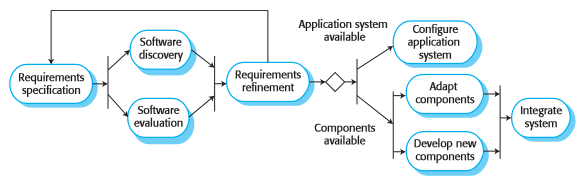 Requirements
specification
Software
discovery
Software
evaluation
Requirements
refinement
Application system
available
Configure
application
system
Components
available
Adapt
components
Develop new
components
Integrate
system